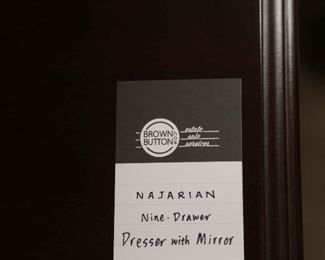 BROWN
BUTTON
estate
sale
services
NAJARIAN
Nine-Drawer
Dresser with Mirror